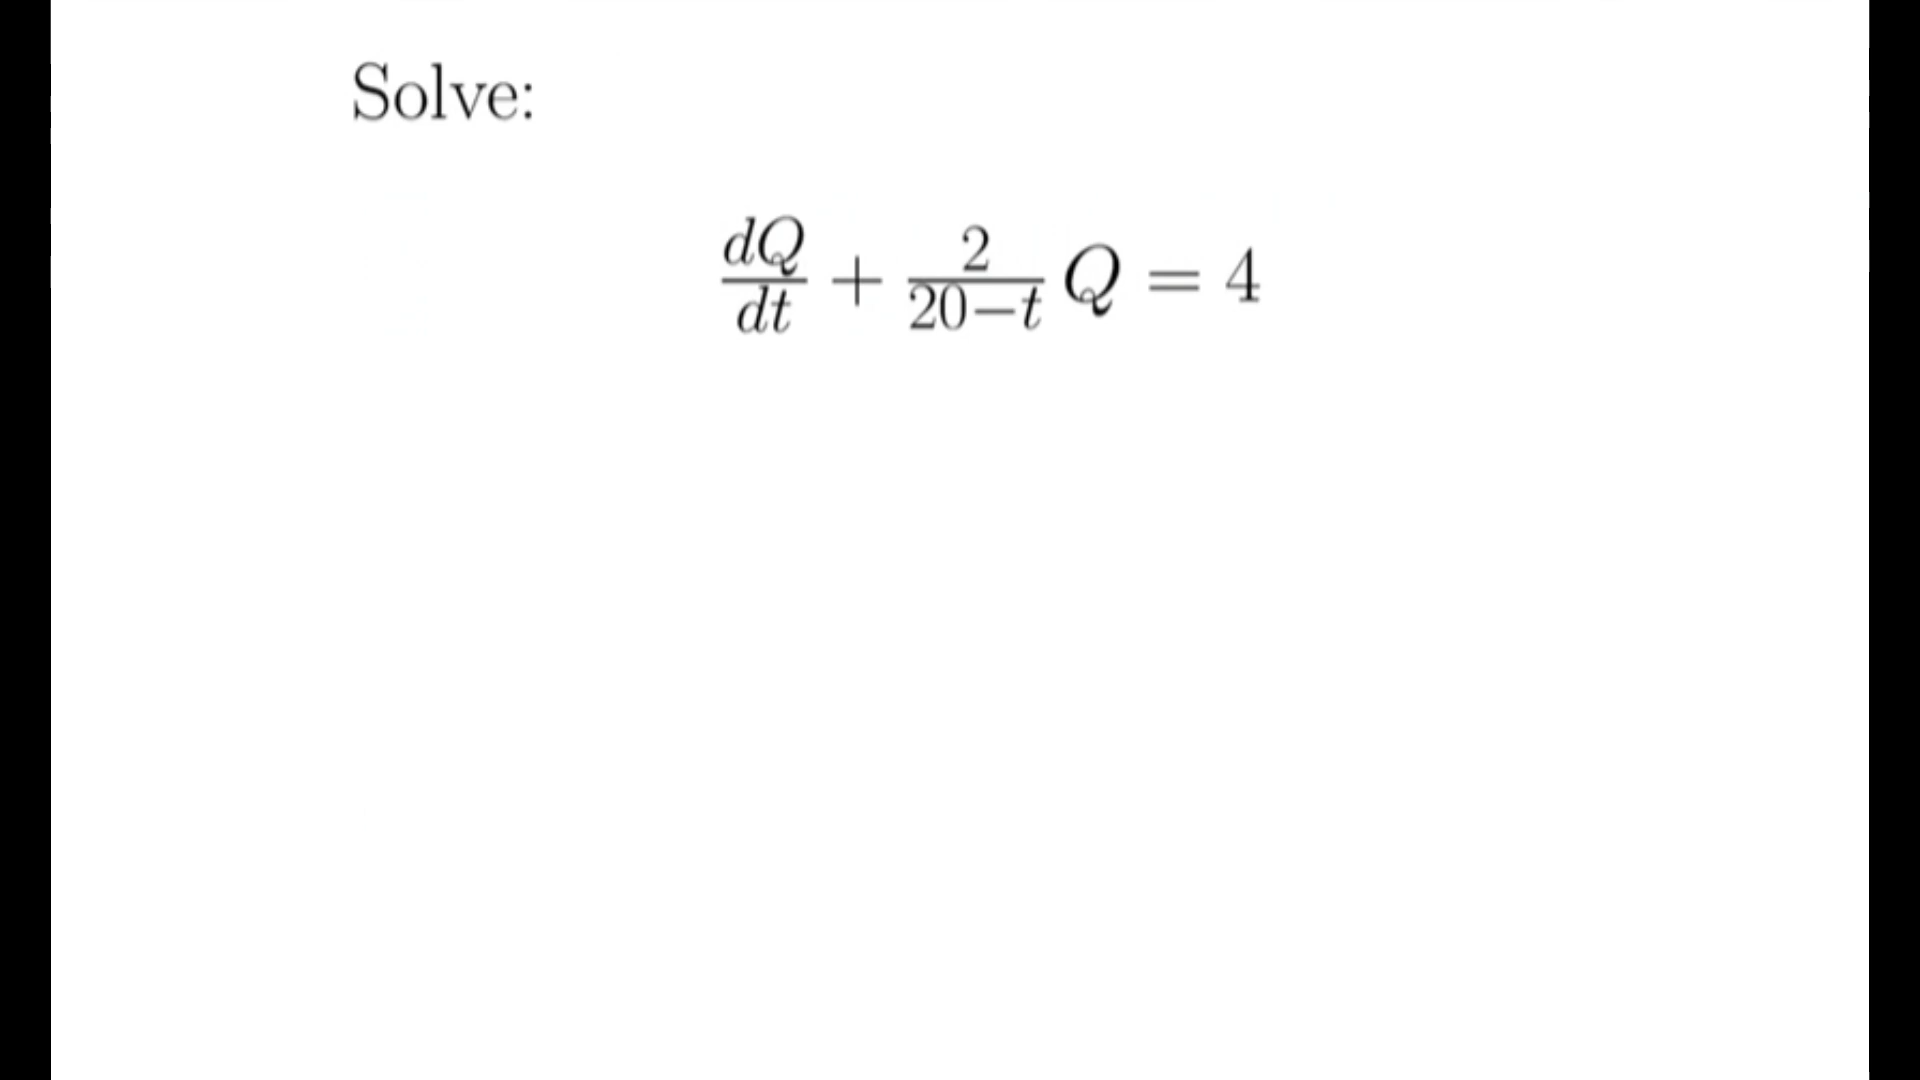 Solve:
dQ/dt + 2/(20−t) Q = 4